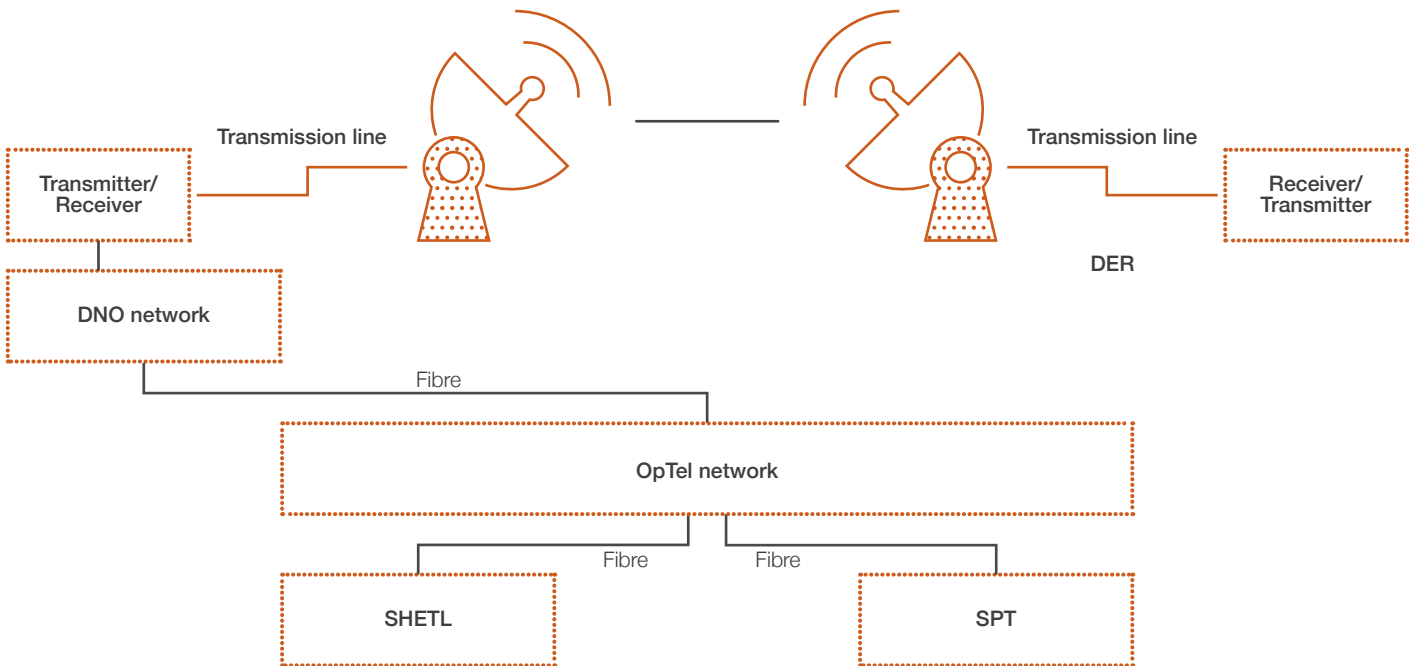 Transmission line
Transmission line
Transmitter/
Receiver
Receiver/
Transmitter
DER
DNO network
Fibre
OpTel network
Fibre
Fibre
SHETL
SPT